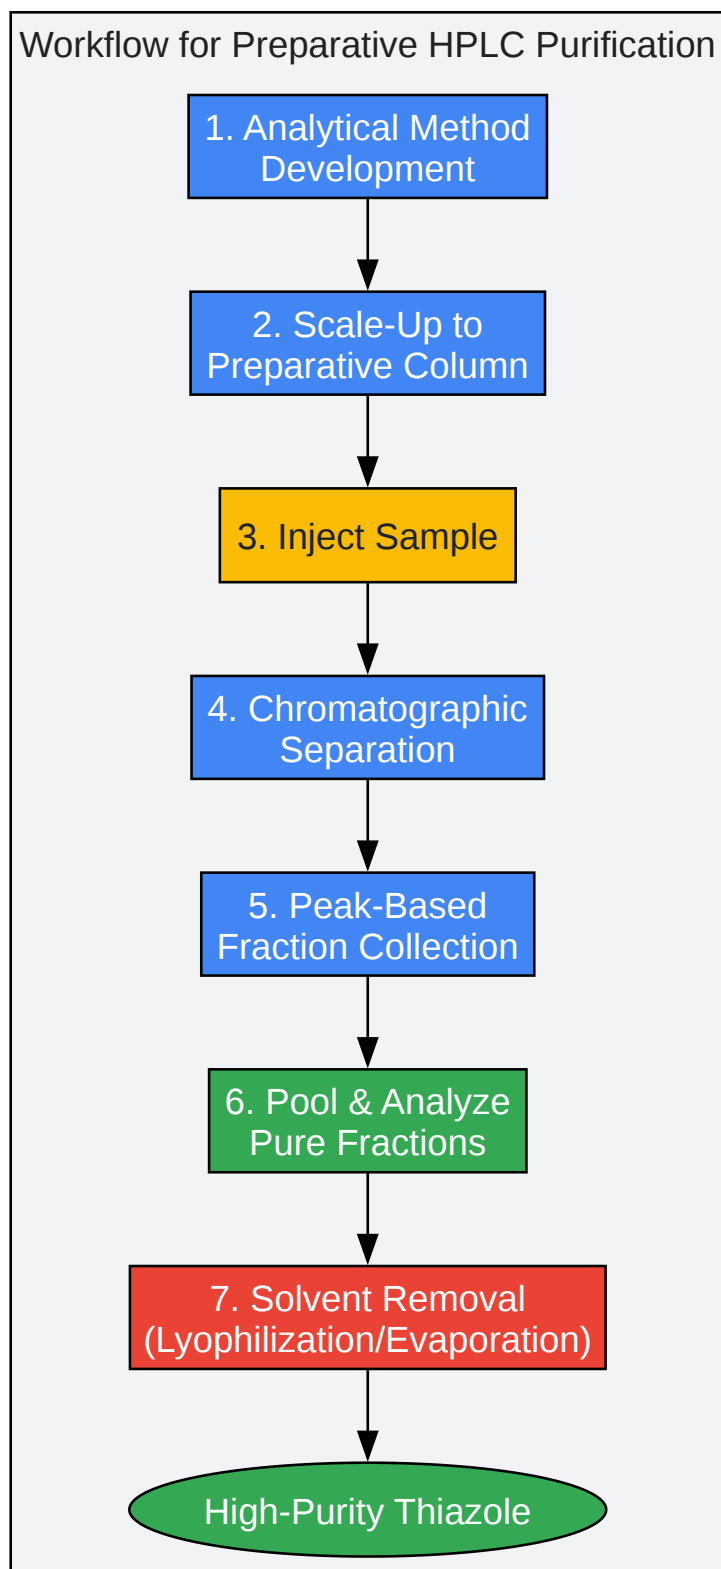 Workflow for Preparative HPLC Purification
1. Analytical Method
Development
2. Scale-Up to
Preparative Column
3. Inject Sample
4. Chromatographic
Separation
5. Peak-Based
Fraction Collection
6. Pool & Analyze
Pure Fractions
7. Solvent Removal
(Lyophilization/Evaporation)
High-Purity Thiazole